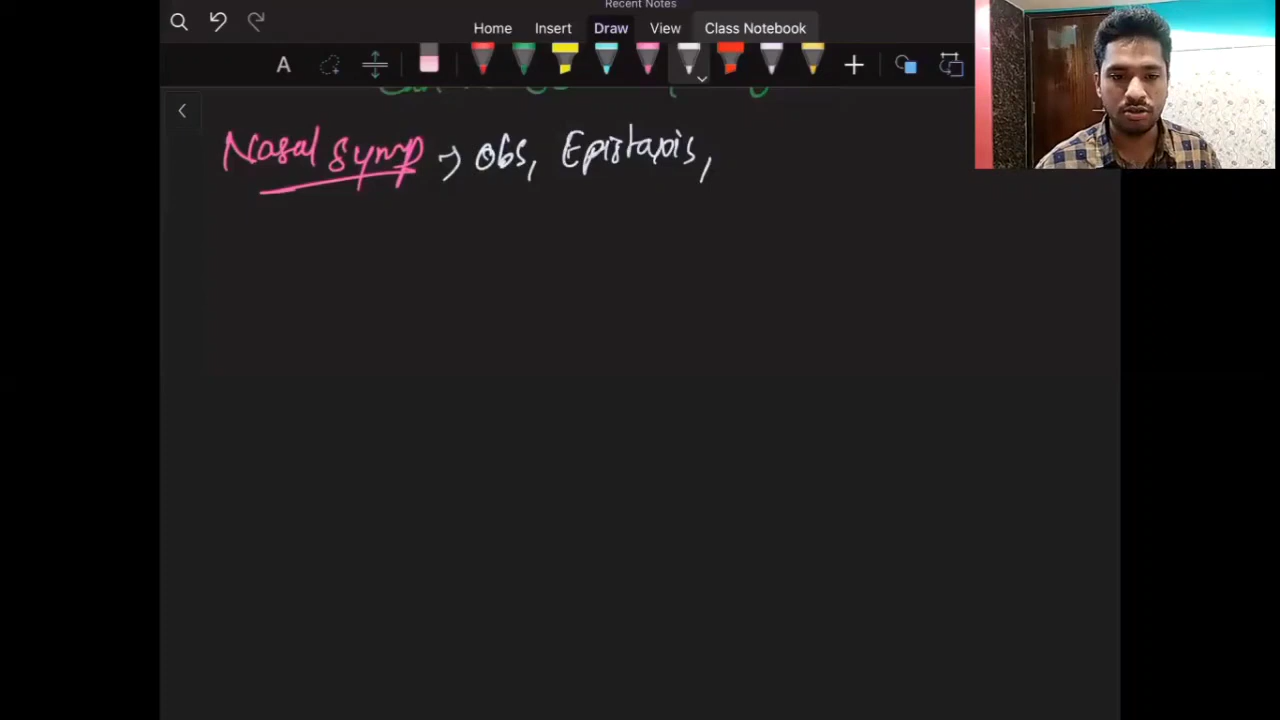 Recent Notes
Home Insert Draw View Class Notebook
A
Nasal Symp → Obs, Epistaxis,